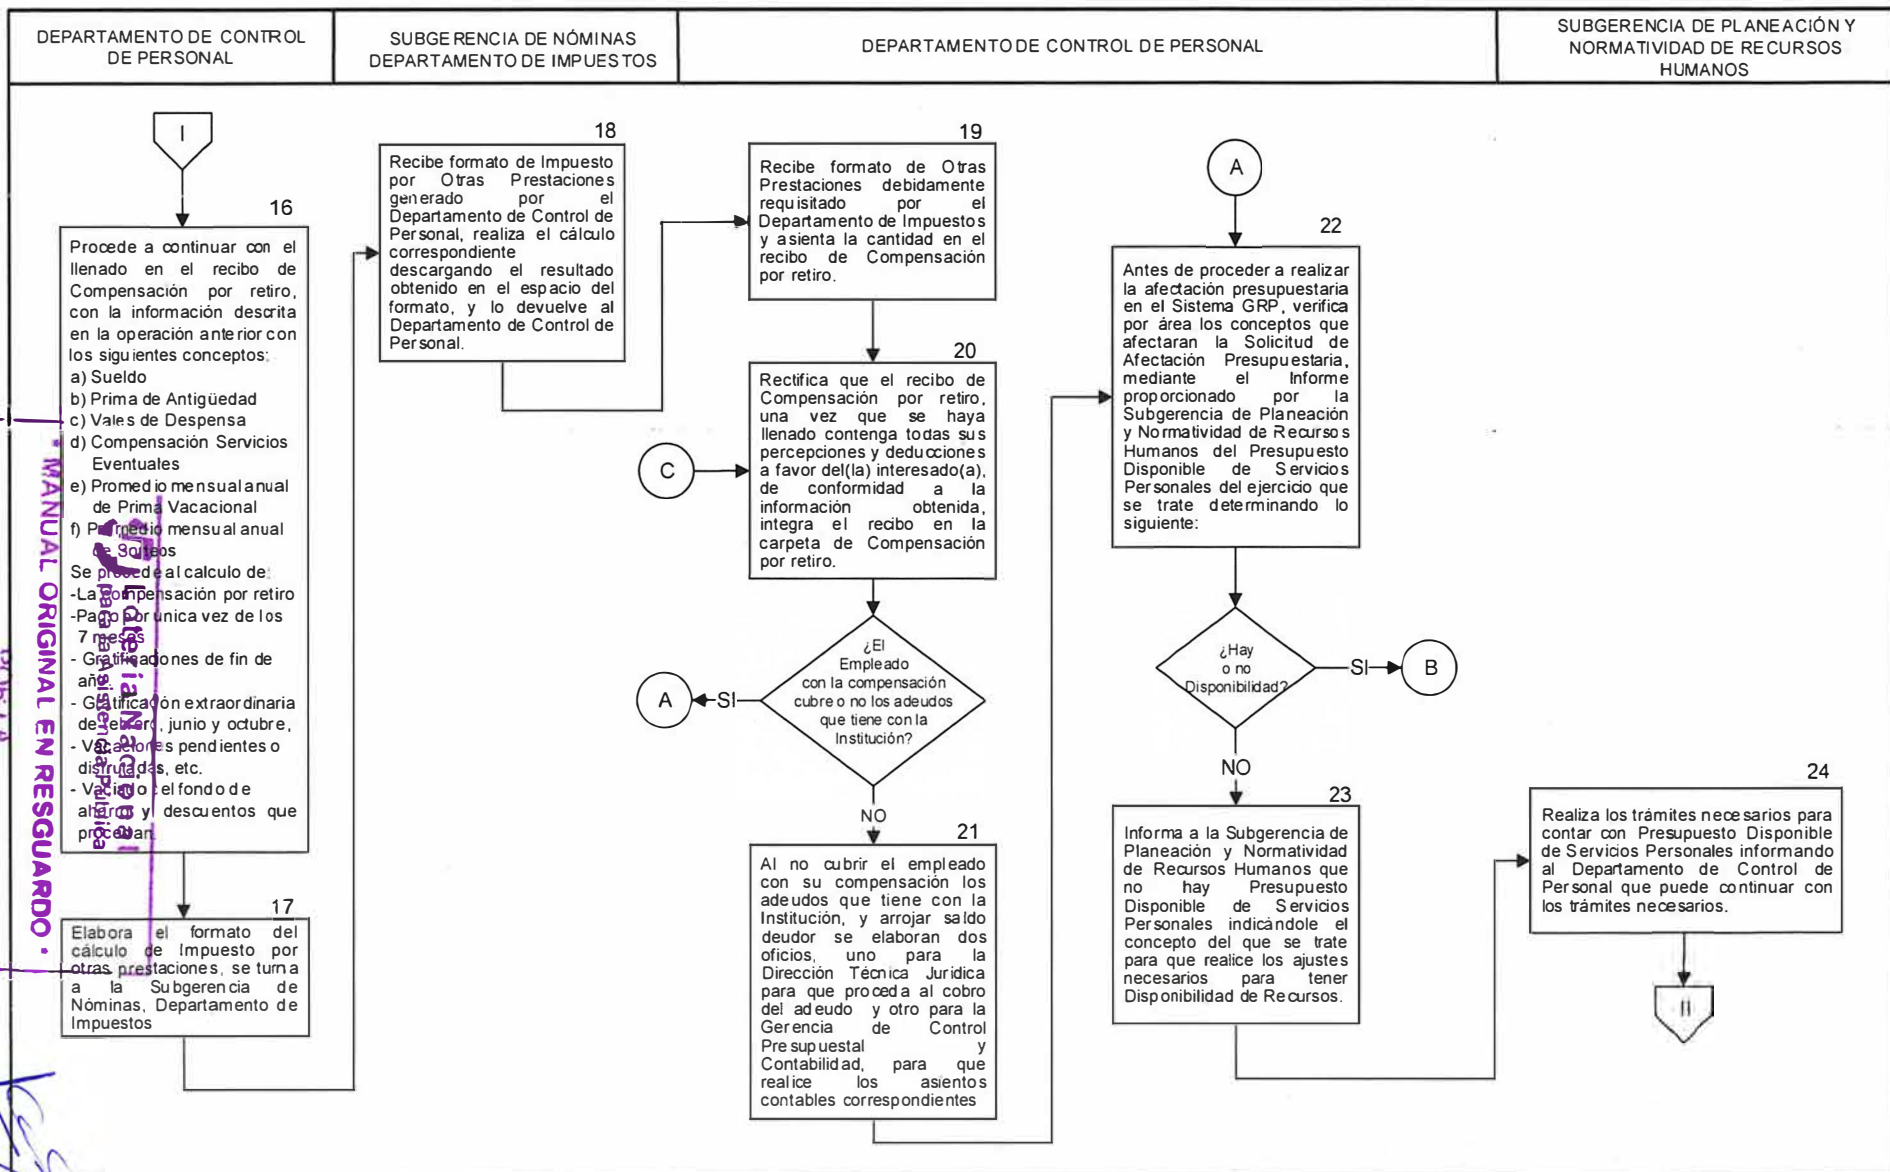 DEPARTAMENTO DE CONTROL
DE PERSONAL
SUBGERENCIA DE NÓMINAS
DEPARTAMENTO DE IMPUESTOS
DEPARTAMENTO DE CONTROL DE PERSONAL
SUBGERENCIA DE PLANEACIÓN Y
NORMATIVIDAD DE RECURSOS
HUMANOS
I
16
Procede a continuar con el
llenado en el recibo de
Compensación por retiro,
con la información descrita
en la operación anterior con
los siguientes conceptos:
a) Sueldo
b) Prima de Antigüedad
c) Vales de Despensa
d) Compensación Servicios
Eventuales
e) Promedio mensual anual
de Prima Vacacional
f) Promedio mensual anual
de Sorteos
Se procede al calculo de:
-La compensación por retiro
-Pago por única vez de los
7 meses
- Gratificaciones de fin de
año.
- Gratificación extraordinaria
de febrero, junio y octubre,
- Vacaciones pendientes o
disfrutadas, etc.
- Vaciado del fondo de
ahorro y descuentos que
procedan
17
Elabora el formato del
cálculo de Impuesto por
otras prestaciones, se turna
a la Subgerencia de
Nóminas, Departamento de
Impuestos
18
Recibe formato de Impuesto
por Otras Prestaciones
generado por el
Departamento de Control de
Personal, realiza el cálculo
correspondiente
descargando el resultado
obtenido en el espacio del
formato, y lo devuelve al
Departamento de Control de
Personal.
19
Recibe formato de Otras
Prestaciones debidamente
requisitado por el
Departamento de Impuestos
y asienta la cantidad en el
recibo de Compensación
por retiro.
20
Rectifica que el recibo de
Compensación por retiro,
una vez que se haya
llenado contenga todas sus
percepciones y deducciones
a favor del(la) interesado(a),
de conformidad a la
información obtenida,
integra el recibo en la
carpeta de Compensación
por retiro.
C
¿El
Empleado
con la compensación
cubre o no los adeudos
que tiene con la
Institución?
SI
A
NO
21
Al no cubrir el empleado
con su compensación los
adeudos que tiene con la
Institución, y arrojar saldo
deudor se elaboran dos
oficios, uno para la
Dirección Técnica Jurídica
para que proceda al cobro
del adeudo y otro para la
Gerencia de Control
Presupuestal y
Contabilidad, para que
realice los asientos
contables correspondientes
A
22
Antes de proceder a realizar
la afectación presupuestaria
en el Sistema GRP, verifica
por área los conceptos que
afectaran la Solicitud de
Afectación Presupuestaria,
mediante el Informe
proporcionado por la
Subgerencia de Planeación
y Normatividad de Recursos
Humanos del Presupuesto
Disponible de Servicios
Personales del ejercicio que
se trate determinando lo
siguiente:
¿Hay
o no
Disponibilidad?
SI
B
NO
23
Informa a la Subgerencia de
Planeación y Normatividad
de Recursos Humanos que
no hay Presupuesto
Disponible de Servicios
Personales indicándole el
concepto del que se trate
para que realice los ajustes
necesarios para tener
Disponibilidad de Recursos.
24
Realiza los trámites necesarios para
contar con Presupuesto Disponible
de Servicios Personales informando
al Departamento de Control de
Personal que puede continuar con
los trámites necesarios.
II
Lotería Nacional
para la Asistencia Pública
• MANUAL ORIGINAL EN RESGUARDO •